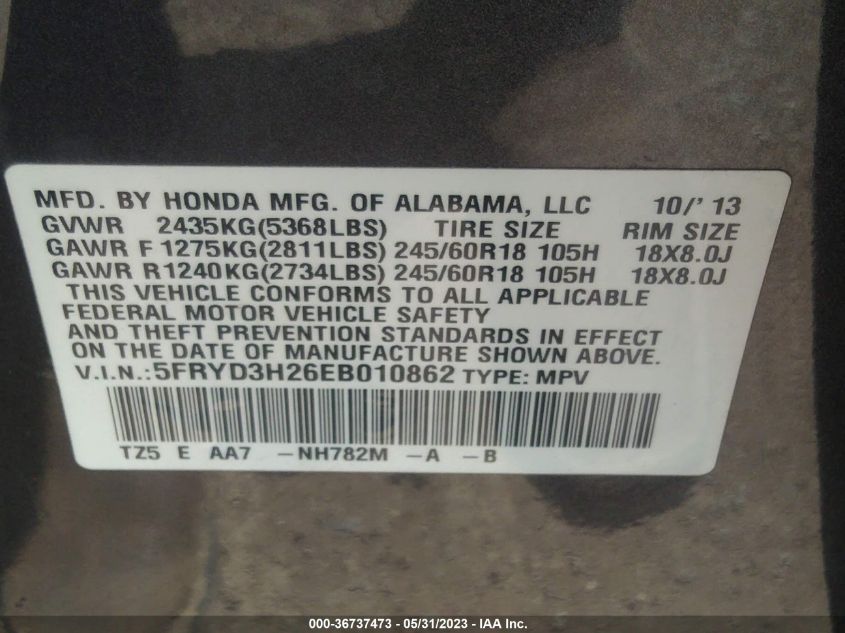 MFD. BY HONDA MFG. OF ALABAMA, LLC 10/' 13
GVWR 2435KG(5368LBS) TIRE SIZE RIM SIZE
GAWR F 1275KG(2811LBS) 245/60R18 105H 18X8.0J
GAWR R1240KG(2734LBS) 245/60R18 105H 18X8.0J
THIS VEHICLE CONFORMS TO ALL APPLICABLE
FEDERAL MOTOR VEHICLE SAFETY
AND THEFT PREVENTION STANDARDS IN EFFECT
ON THE DATE OF MANUFACTURE SHOWN ABOVE.
V.I.N.:5FRYD3H26EB010862 TYPE: MPV
TZ5 E AA7 -NH782M -A -B
000-36737473 - 05/31/2023 - IAA Inc.